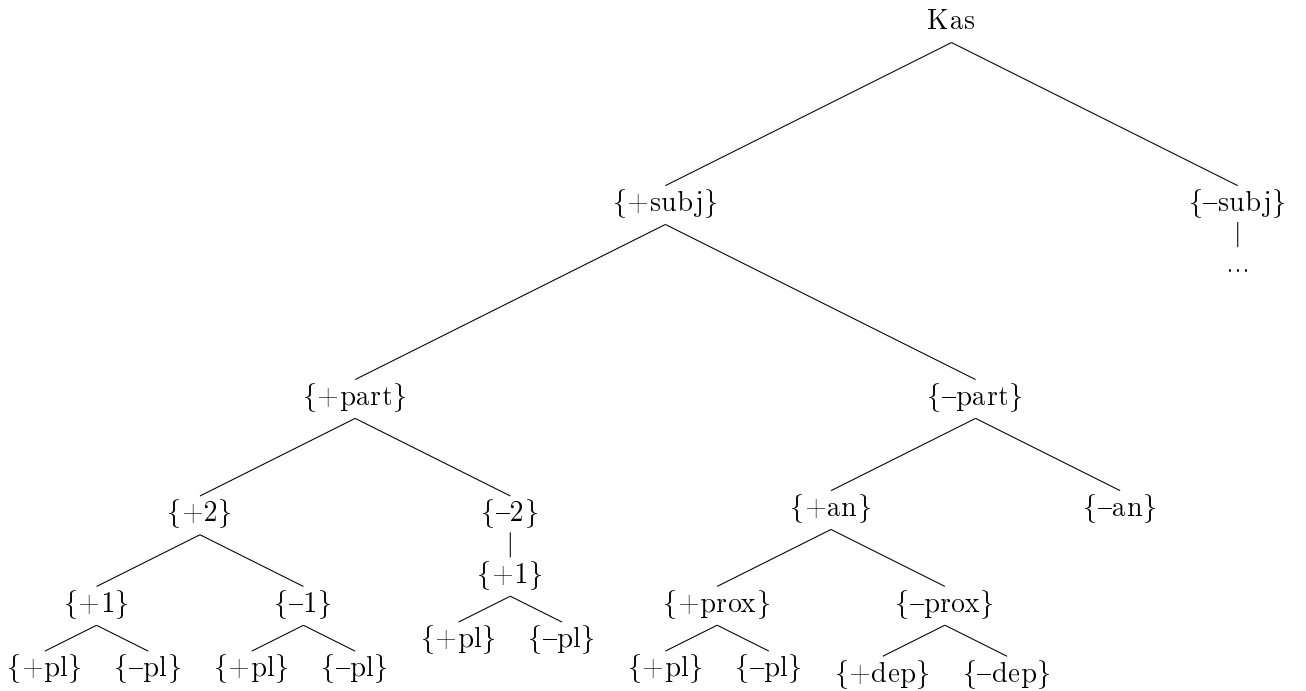 Kas
{+subj} {–subj}
...
{+part} {–part}
{+2} {–2} {+an} {–an}
{+1}
{+1} {–1} {+prox} {–prox}
{+pl} {–pl}
{+pl} {–pl} {+pl} {–pl} {+pl} {–pl} {+dep} {–dep}